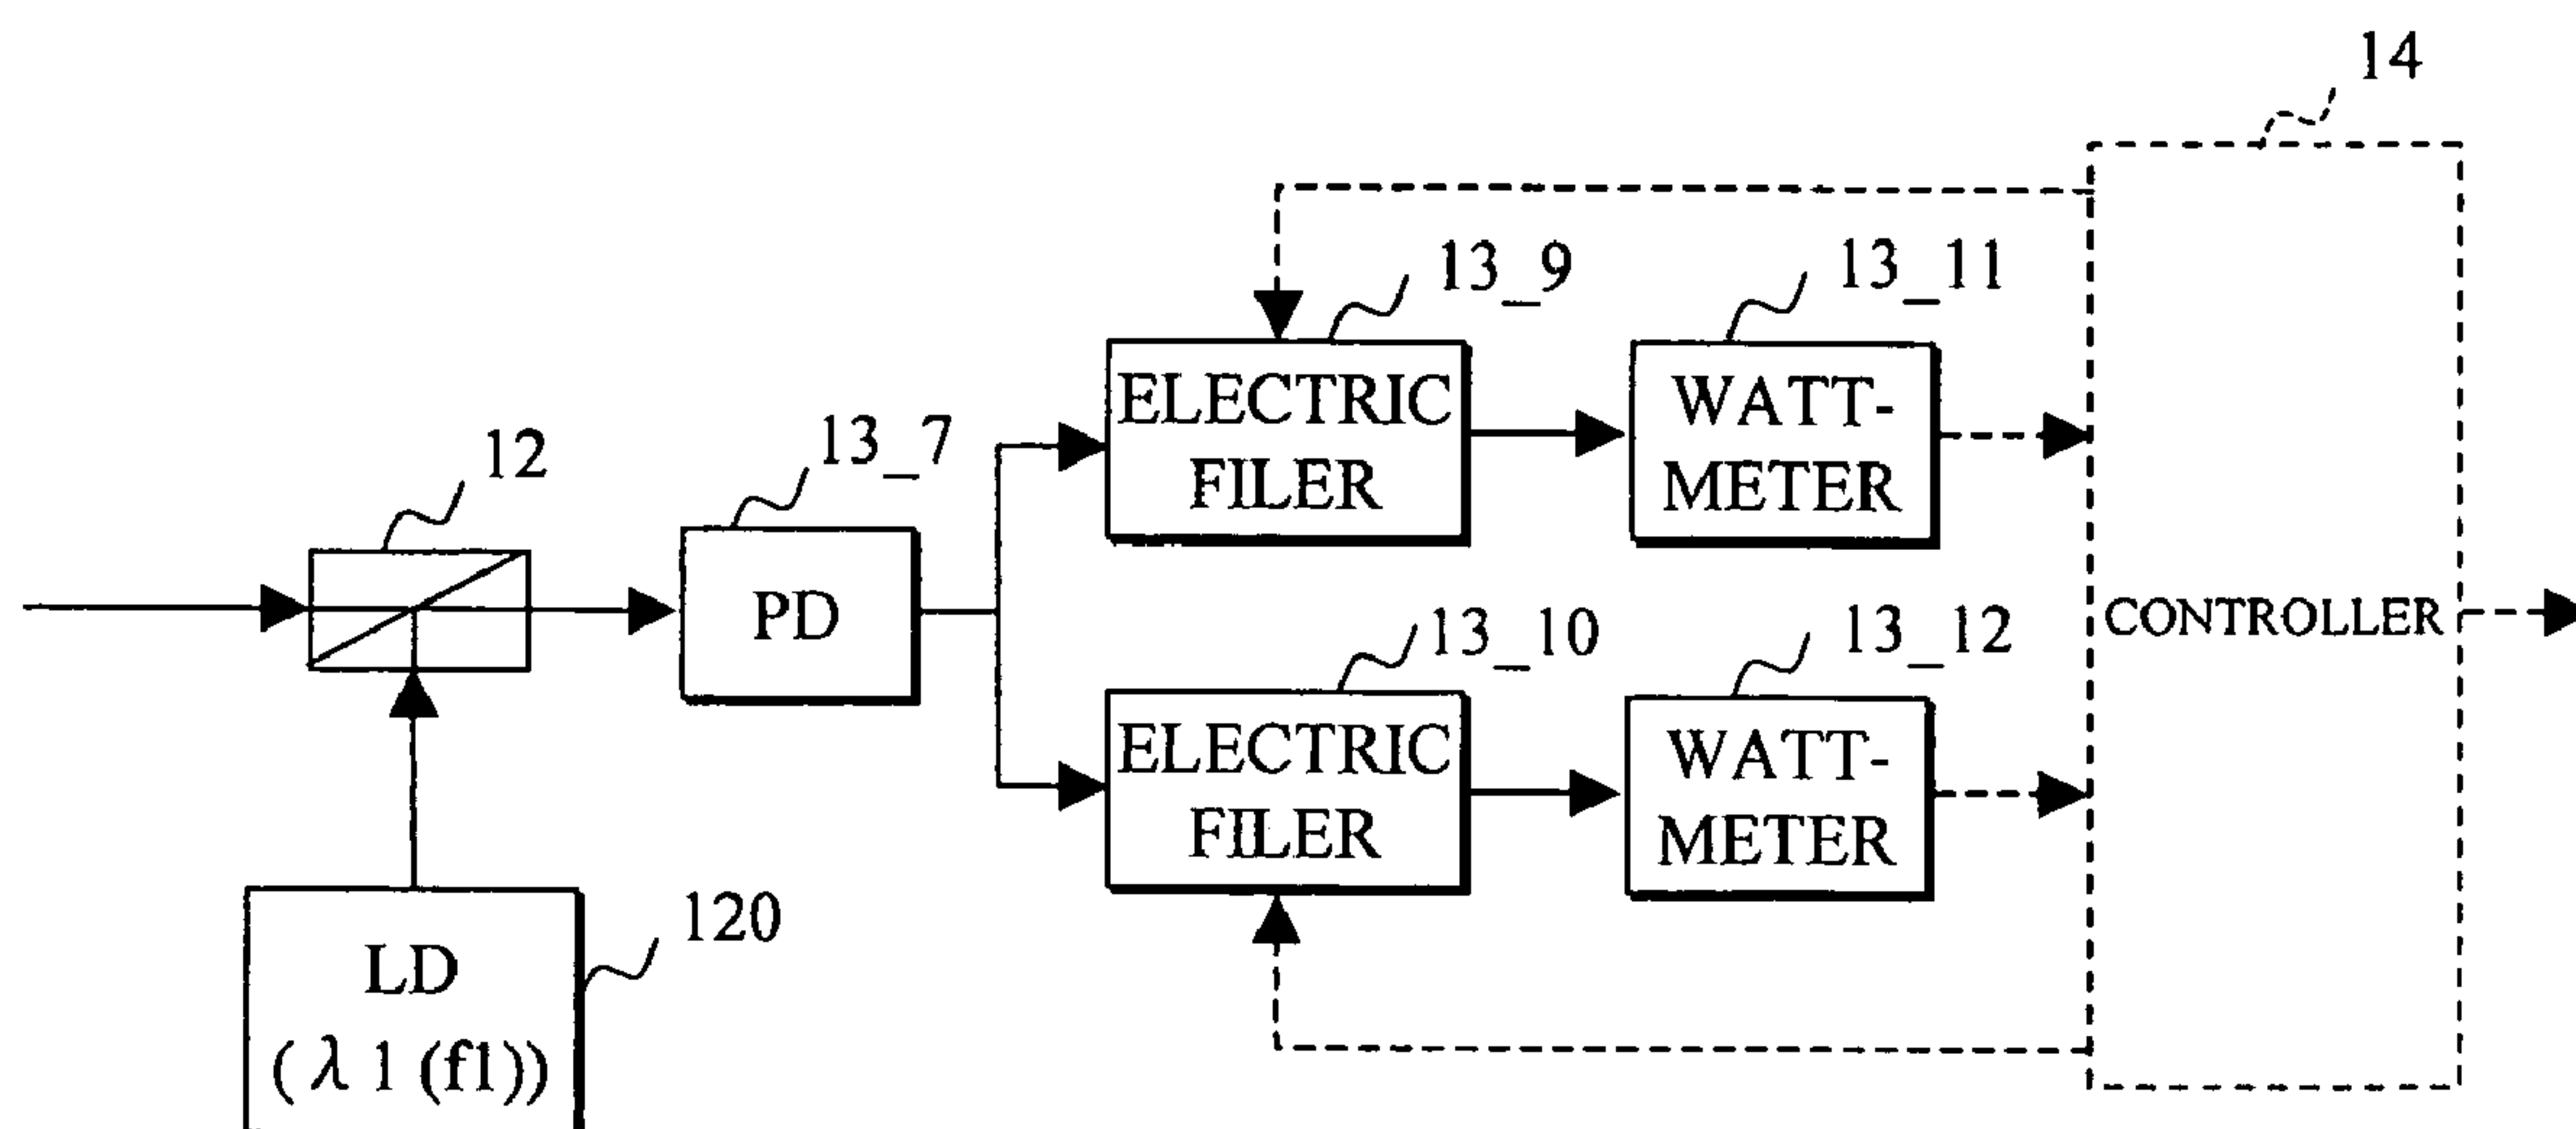 14
13_9
13_11
ELECTRIC
FILER
WATT-
METER
12
13_7
PD
CONTROLLER
13_10
13_12
ELECTRIC
FILER
WATT-
METER
120
LD
(λ1 (f1))